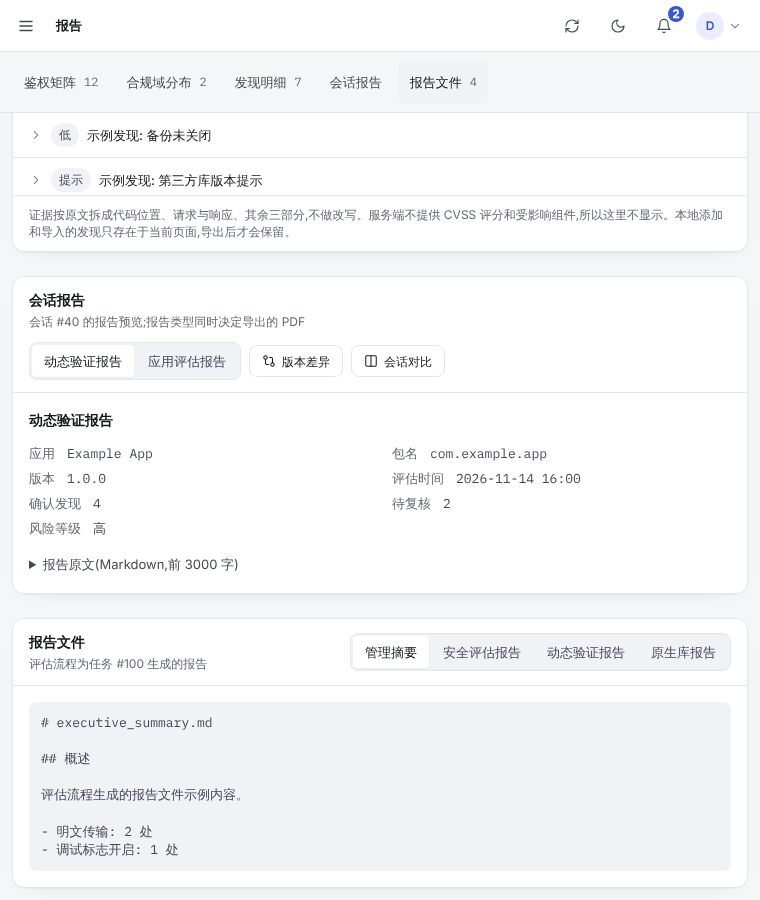 报告
2
D
鉴权矩阵 12
合规域分布 2
发现明细 7
会话报告
报告文件 4
低 示例发现: 备份未关闭
提示 示例发现: 第三方库版本提示
证据按原文拆成代码位置、请求与响应、其余三部分,不做改写。服务端不提供 CVSS 评分和受影响组件,所以这里不显示。本地添加
和导入的发现只存在于当前页面,导出后才会保留。
会话报告
会话 #40 的报告预览;报告类型同时决定导出的 PDF
动态验证报告 应用评估报告 版本差异 会话对比
动态验证报告
应用 Example App
包名 com.example.app
版本 1.0.0
评估时间 2026-11-14 16:00
确认发现 4
待复核 2
风险等级 高
报告原文(Markdown,前 3000 字)
报告文件
评估流程为任务 #100 生成的报告
管理摘要 安全评估报告 动态验证报告 原生库报告
# executive_summary.md
## 概述
评估流程生成的报告文件示例内容。
- 明文传输: 2 处
- 调试标志开启: 1 处